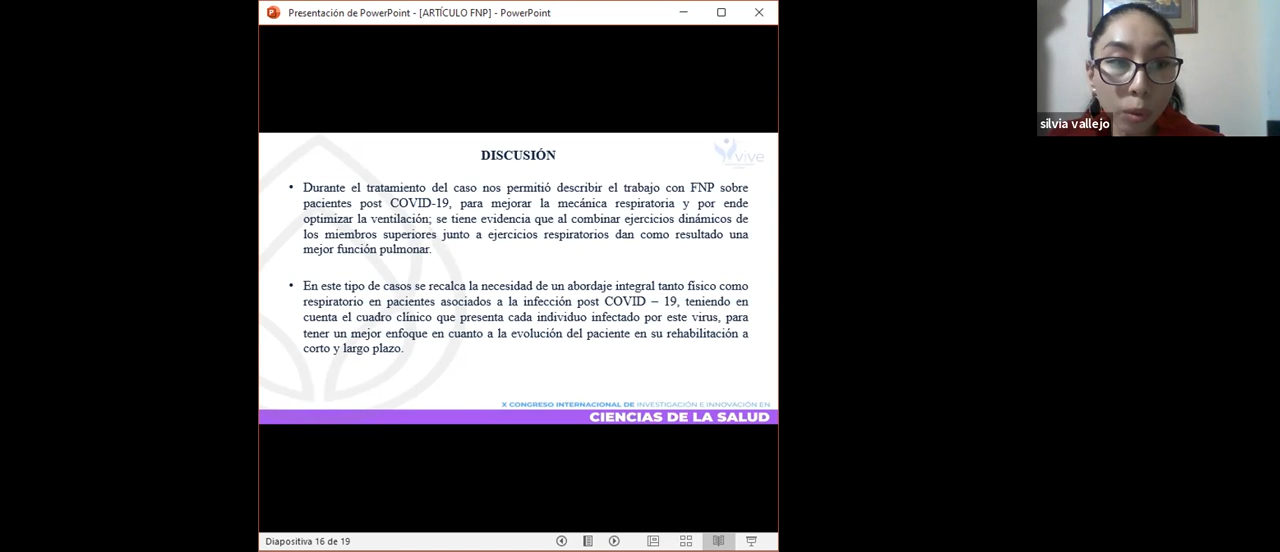 Presentación de PowerPoint - [ARTÍCULO FNP] - PowerPoint
silvia vallejo
vive
DISCUSIÓN
• Durante el tratamiento del caso nos permitió describir el trabajo con FNP sobre
pacientes post COVID-19, para mejorar la mecánica respiratoria y por ende
optimizar la ventilación; se tiene evidencia que al combinar ejercicios dinámicos de
los miembros superiores junto a ejercicios respiratorios dan como resultado una
mejor función pulmonar.
• En este tipo de casos se recalca la necesidad de un abordaje integral tanto físico como
respiratorio en pacientes asociados a la infección post COVID – 19, teniendo en
cuenta el cuadro clínico que presenta cada individuo infectado por este virus, para
tener un mejor enfoque en cuanto a la evolución del paciente en su rehabilitación a
corto y largo plazo.
X CONGRESO INTERNACIONAL DE INVESTIGACIÓN E INNOVACIÓN EN
CIENCIAS DE LA SALUD
Diapositiva 16 de 19